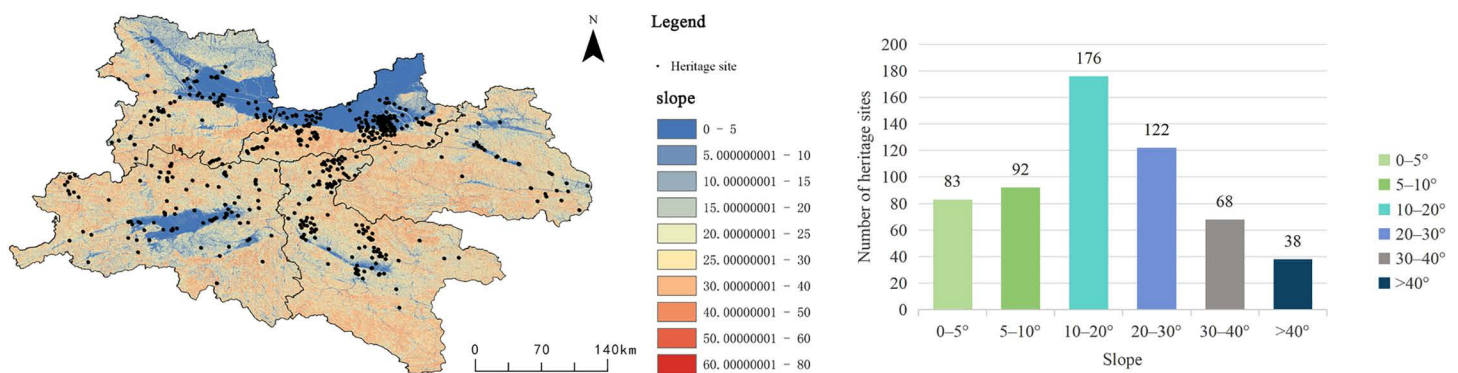 N
Legend
Heritage site
slope
0 - 5
5.000000001 - 10
10.00000001 - 15
15.00000001 - 20
20.00000001 - 25
25.00000001 - 30
30.00000001 - 40
40.00000001 - 50
50.00000001 - 60
60.00000001 - 80
0 70 140km
Number of heritage sites
200
180
160
140
120
100
80
60
40
20
0
83
92
176
122
68
38
0–5° 5–10° 10–20° 20–30° 30–40° >40°
Slope
0–5°
5–10°
10–20°
20–30°
30–40°
>40°